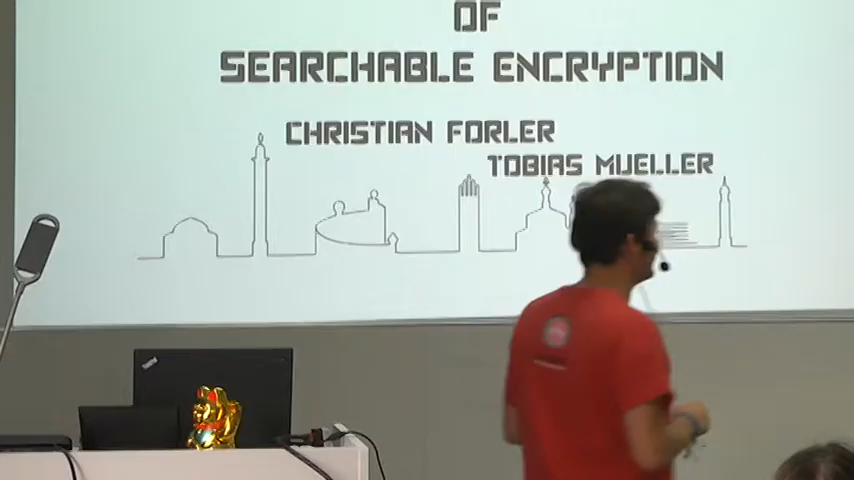 OF
SEARCHABLE ENCRYPTION
CHRISTIAN FORLER
TOBIAS MUELLER